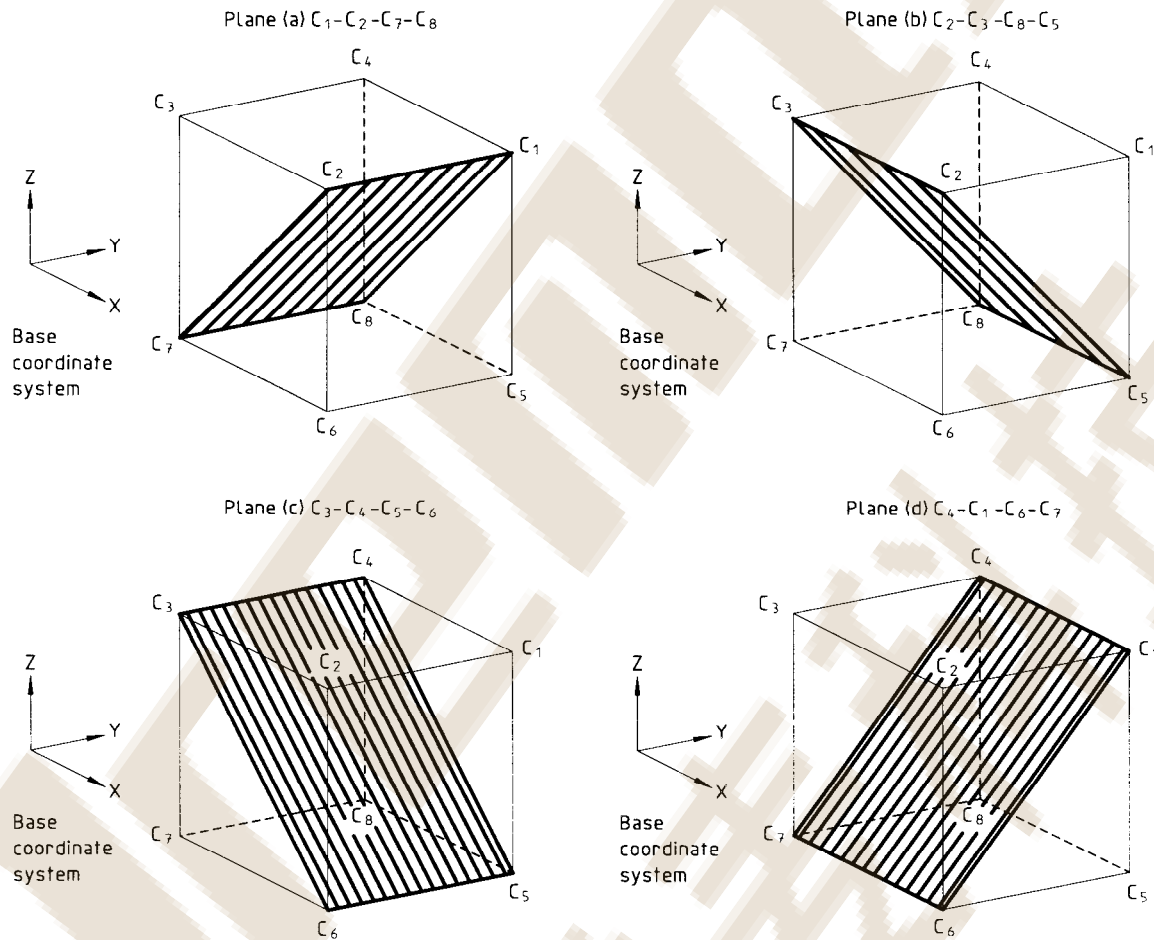 Plane (a) C₁-C₂-C₇-C₈
C₄
C₃
C₁
C₂
Z
Y
X
C₈
C₇
Base
coordinate
system
C₅
C₆
Plane (b) C₂-C₃-C₈-C₅
C₄
C₃
C₁
C₂
Z
Y
X
C₈
C₇
Base
coordinate
system
C₅
C₆
Plane (c) C₃-C₄-C₅-C₆
C₄
C₃
C₂
C₁
Z
Y
X
C₈
C₇
Base
coordinate
system
C₅
C₆
Plane (d) C₄-C₁-C₆-C₇
C₄
C₃
C₂
C
Z
Y
X
C₈
C₇
Base
coordinate
system
C₅
C₆